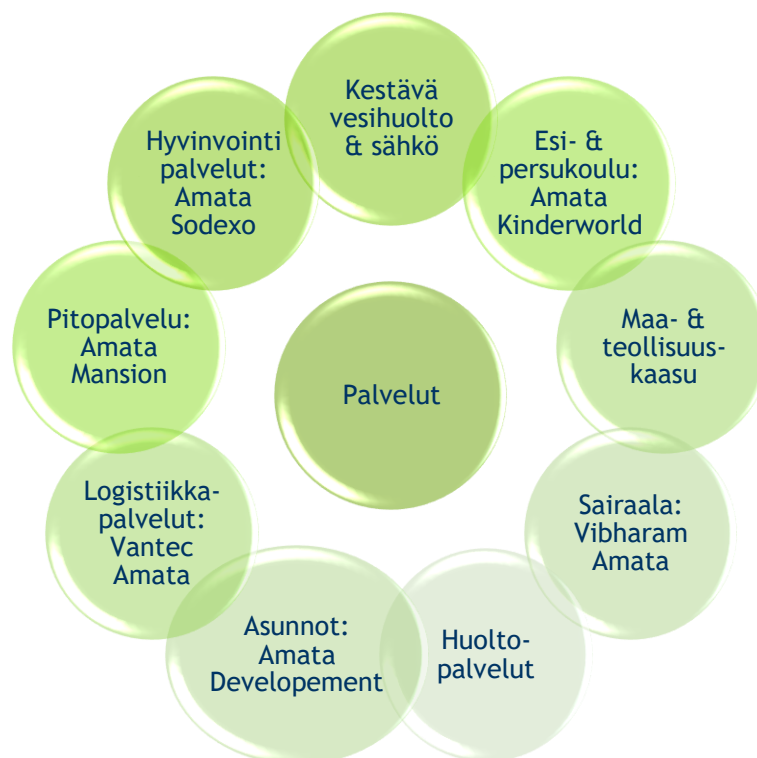 Kestävä
vesihuolto
& sähkö
Esi- &
persukoulu:
Amata
Kinderworld
Maa- &
teollisuus-
kaasu
Sairaala:
Vibharam
Amata
Huolto-
palvelut
Asunnot:
Amata
Developement
Logistiikka-
palvelut:
Vantec
Amata
Pitopalvelu:
Amata
Mansion
Hyvinvointi
palvelut:
Amata
Sodexo
Palvelut